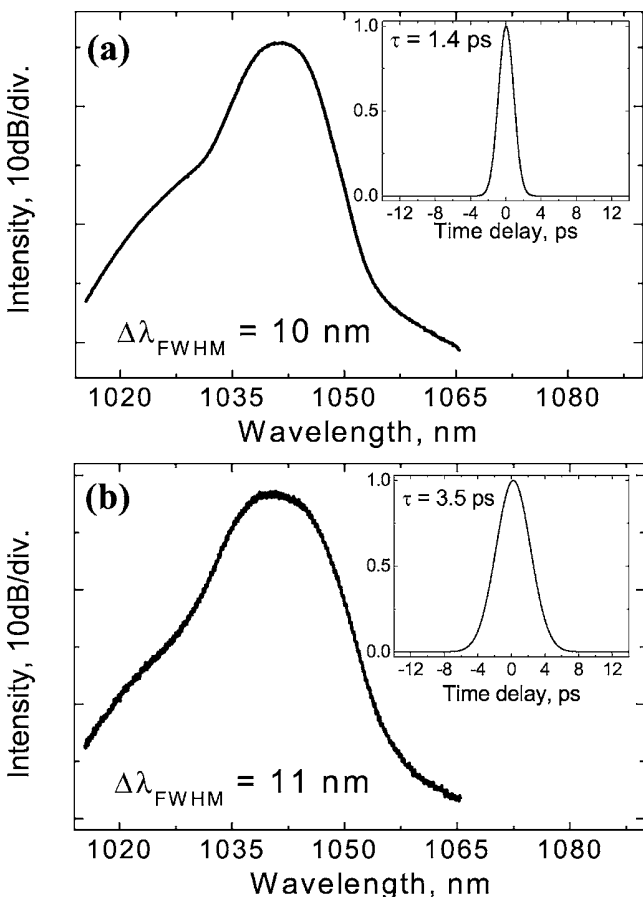 (a)
τ = 1.4 ps
1.0
0.5
0.0
-12 -8 -4 0 4 8 12
Time delay, ps
Intensity, 10dB/div.
Δλ_FWHM = 10 nm
1020 1035 1050 1065 1080
Wavelength, nm
(b)
τ = 3.5 ps
1.0
0.5
0.0
-12 -8 -4 0 4 8 12
Time delay, ps
Intensity, 10dB/div.
Δλ_FWHM = 11 nm
1020 1035 1050 1065 1080
Wavelength, nm